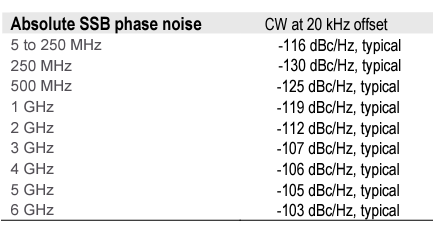 Absolute SSB phase noise CW at 20 kHz offset
5 to 250 MHz -116 dBc/Hz, typical
250 MHz -130 dBc/Hz, typical
500 MHz -125 dBc/Hz, typical
1 GHz -119 dBc/Hz, typical
2 GHz -112 dBc/Hz, typical
3 GHz -107 dBc/Hz, typical
4 GHz -106 dBc/Hz, typical
5 GHz -105 dBc/Hz, typical
6 GHz -103 dBc/Hz, typical